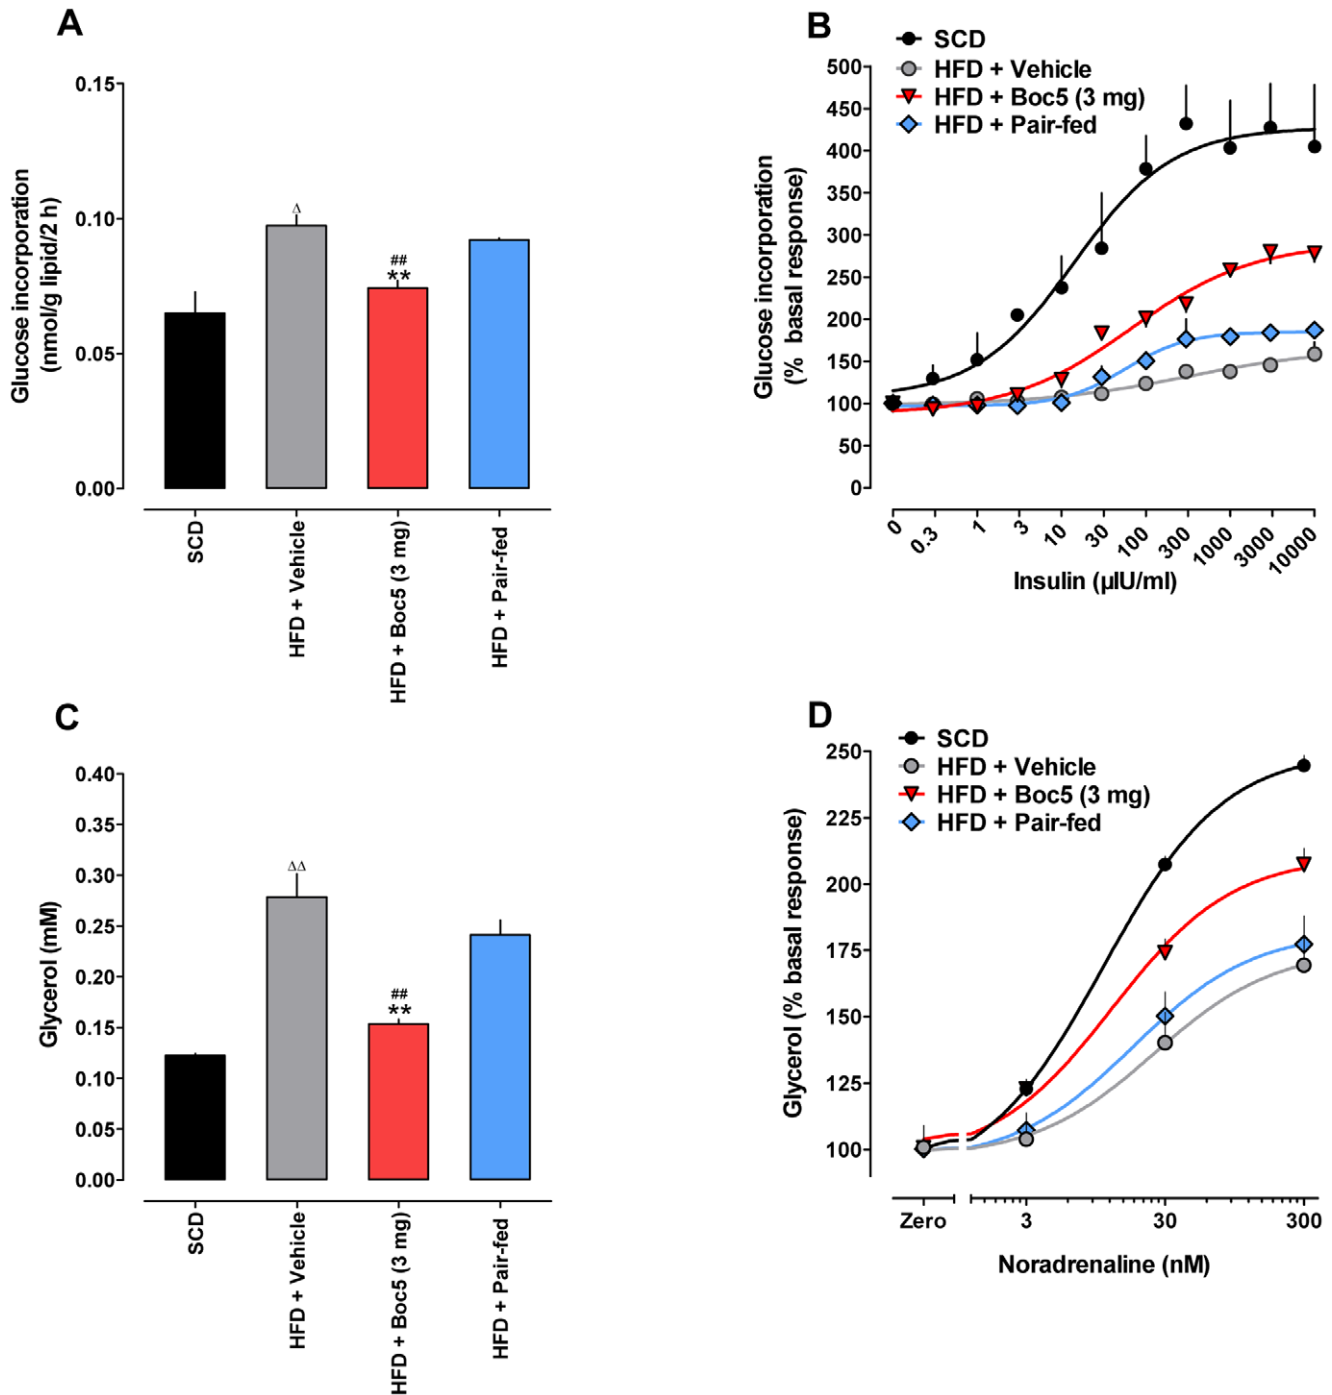 A
Glucose incorporation
(nmol/g lipid/2 h)
0.15
0.10
0.05
0.00
Δ
##
**
SCD
HFD + Vehicle
HFD + Boc5 (3 mg)
HFD + Pair-fed
B
SCD
HFD + Vehicle
HFD + Boc5 (3 mg)
HFD + Pair-fed
Glucose incorporation
(% basal response)
500
450
400
350
300
250
200
150
100
50
0
0
0.3
1
3
10
30
100
300
1000
3000
10000
Insulin (µIU/ml)
C
Glycerol (mM)
0.40
0.35
0.30
0.25
0.20
0.15
0.10
0.05
0.00
ΔΔ
##
**
SCD
HFD + Vehicle
HFD + Boc5 (3 mg)
HFD + Pair-fed
D
SCD
HFD + Vehicle
HFD + Boc5 (3 mg)
HFD + Pair-fed
Glycerol (% basal response)
250
225
200
175
150
125
100
Zero
3
30
300
Noradrenaline (nM)